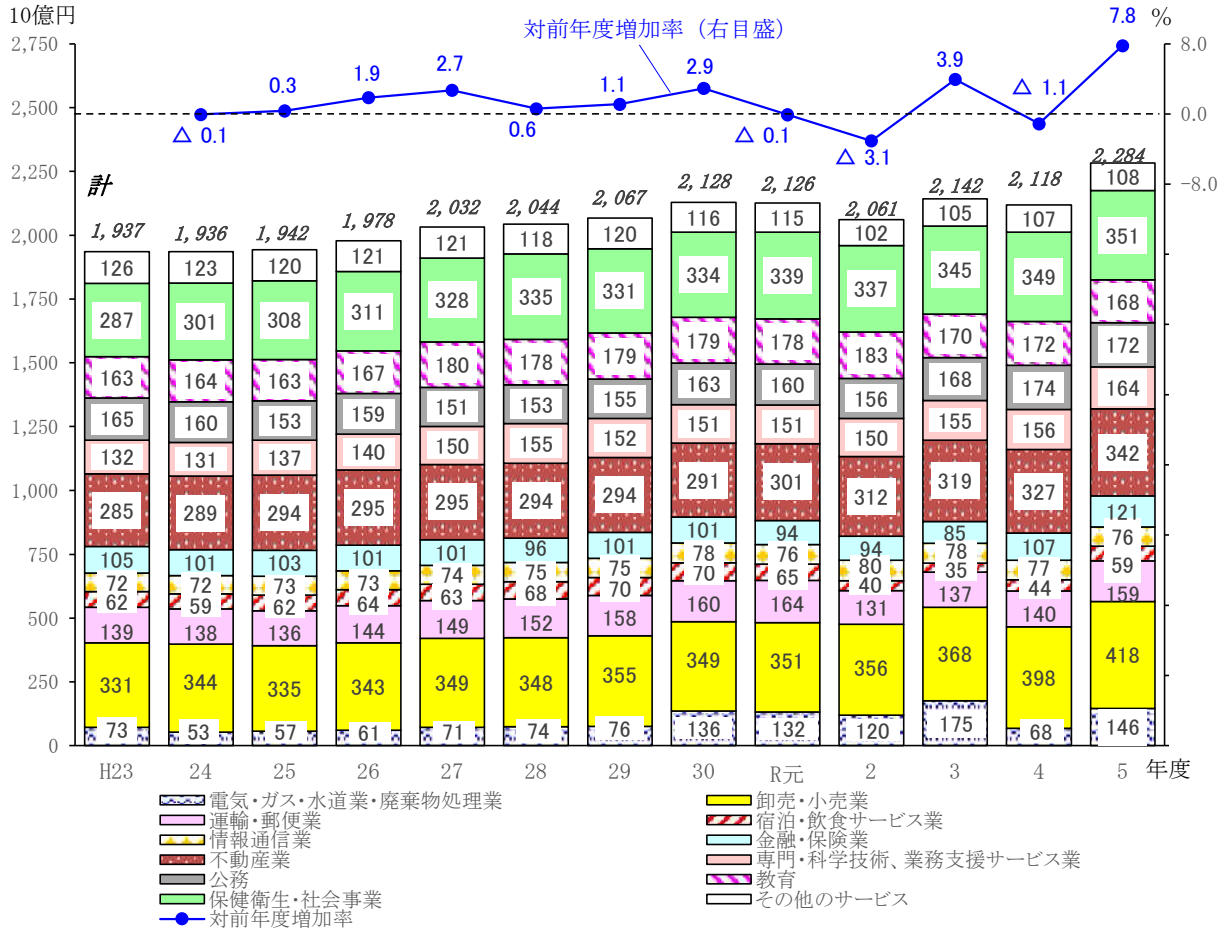 10億円
%
対前年度増加率（右目盛）
2,750
2,500
2,250
2,000
1,750
1,500
1,250
1,000
750
500
250
0
8.0
0.0
-8.0
△ 0.1
0.3
1.9
2.7
0.6
1.1
2.9
△ 0.1
△ 3.1
3.9
△ 1.1
7.8
計
1,937
1,936
1,942
1,978
2,032
2,044
2,067
2,128
2,126
2,061
2,142
2,118
2,284
126 123 120 121 121 118 120 116 115 102 105 107 108
287 301 308 311 328 335 331 334 339 337 345 349 351
163 164 163 167 180 178 179 179 178 183 170 172 168
165 160 153 159 151 153 155 163 160 156 168 174 172
132 131 137 140 150 155 152 151 151 150 155 156 164
285 289 294 295 295 294 294 291 301 312 319 327 342
105 101 103 101 101 96 101 101 94 94 85 107 121
72 72 73 73 74 75 75 78 76 80 78 77 76
62 59 62 64 63 68 70 70 65 40 35 44 59
139 138 136 144 149 152 158 160 164 131 137 140 159
331 344 335 343 349 348 355 349 351 356 368 398 418
73 53 57 61 71 74 76 136 132 120 175 68 146
H23 24 25 26 27 28 29 30 R元 2 3 4 5 年度
電気・ガス・水道業・廃棄物処理業
卸売・小売業
運輸・郵便業
宿泊・飲食サービス業
情報通信業
金融・保険業
不動産業
専門・科学技術、業務支援サービス業
公務
教育
保健衛生・社会事業
その他のサービス
対前年度増加率